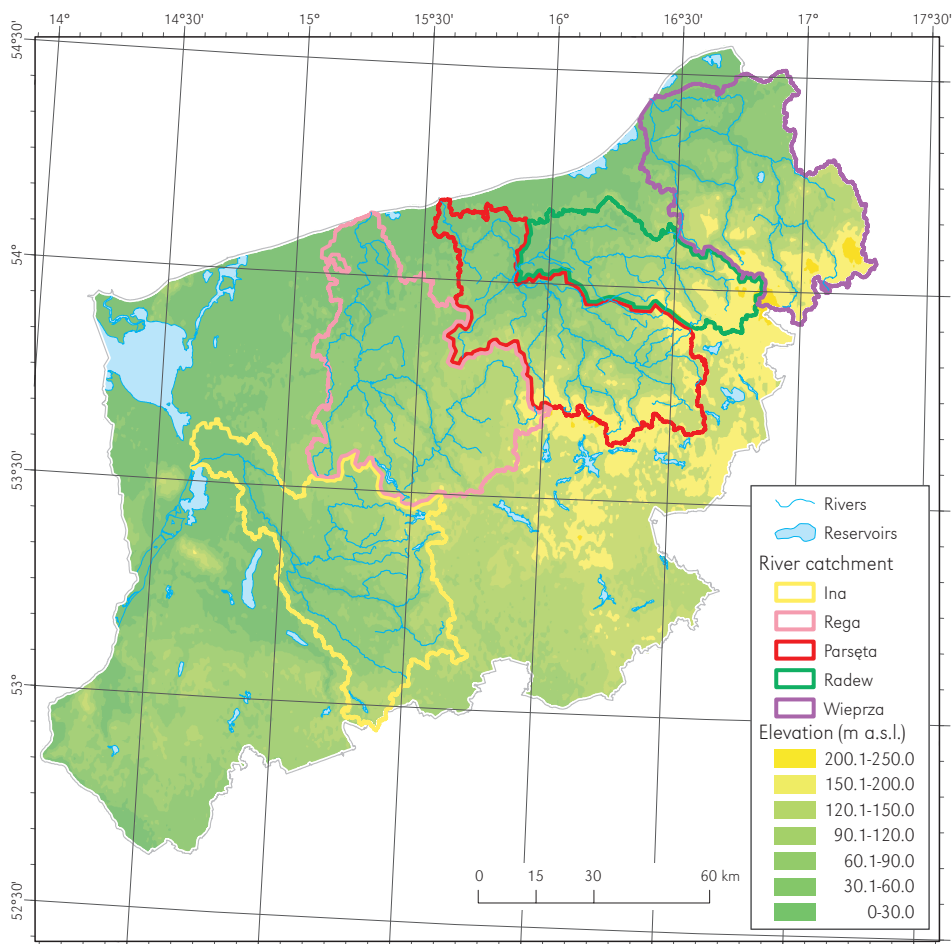 14° 14°30' 15° 15°30' 16° 16°30' 17° 17°30'
54°30'
54°
53°30'
53°
52°30'
Rivers
Reservoirs
River catchment
Ina
Rega
Parsęta
Radew
Wieprza
Elevation (m a.s.l.)
200.1-250.0
150.1-200.0
120.1-150.0
90.1-120.0
60.1-90.0
30.1-60.0
0-30.0
0 15 30 60 km